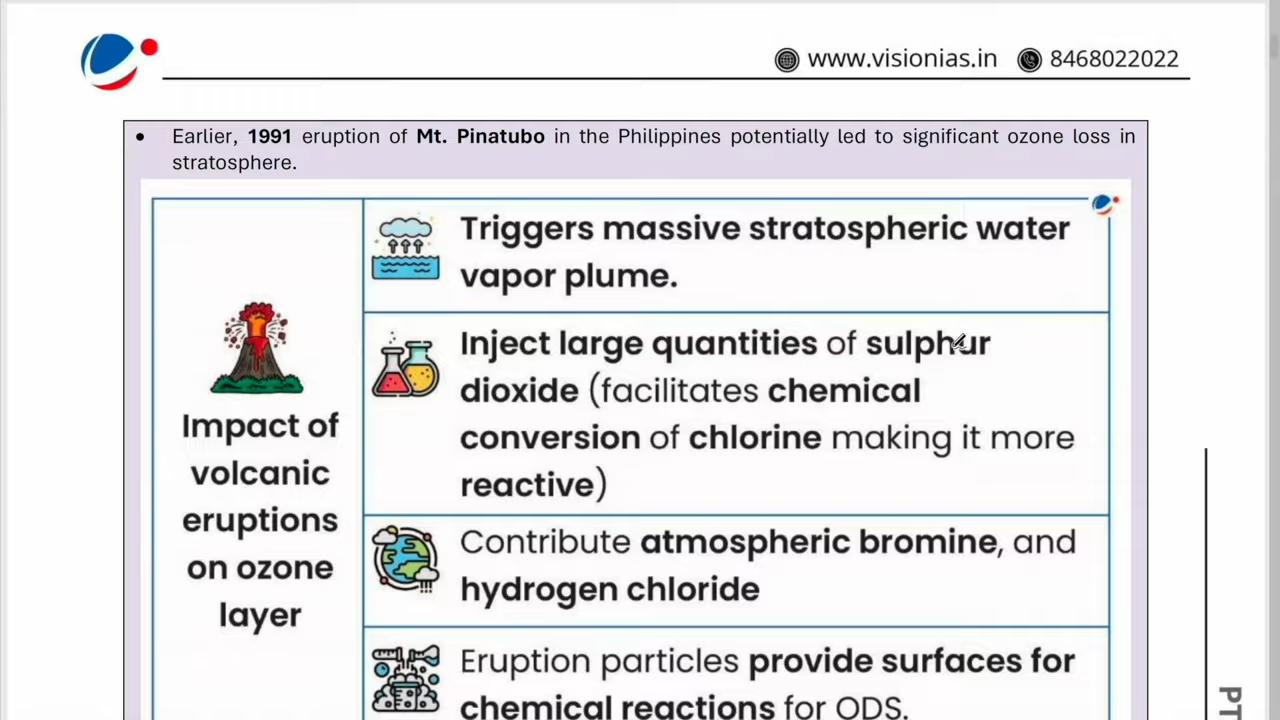 www.visionias.in 8468022022
• Earlier, 1991 eruption of Mt. Pinatubo in the Philippines potentially led to significant ozone loss in
stratosphere.
Triggers massive stratospheric water
vapor plume.
Inject large quantities of sulphur
dioxide (facilitates chemical
conversion of chlorine making it more
reactive)
Impact of
volcanic
eruptions
on ozone
layer
Contribute atmospheric bromine, and
hydrogen chloride
Eruption particles provide surfaces for
chemical reactions for ODS.
PT